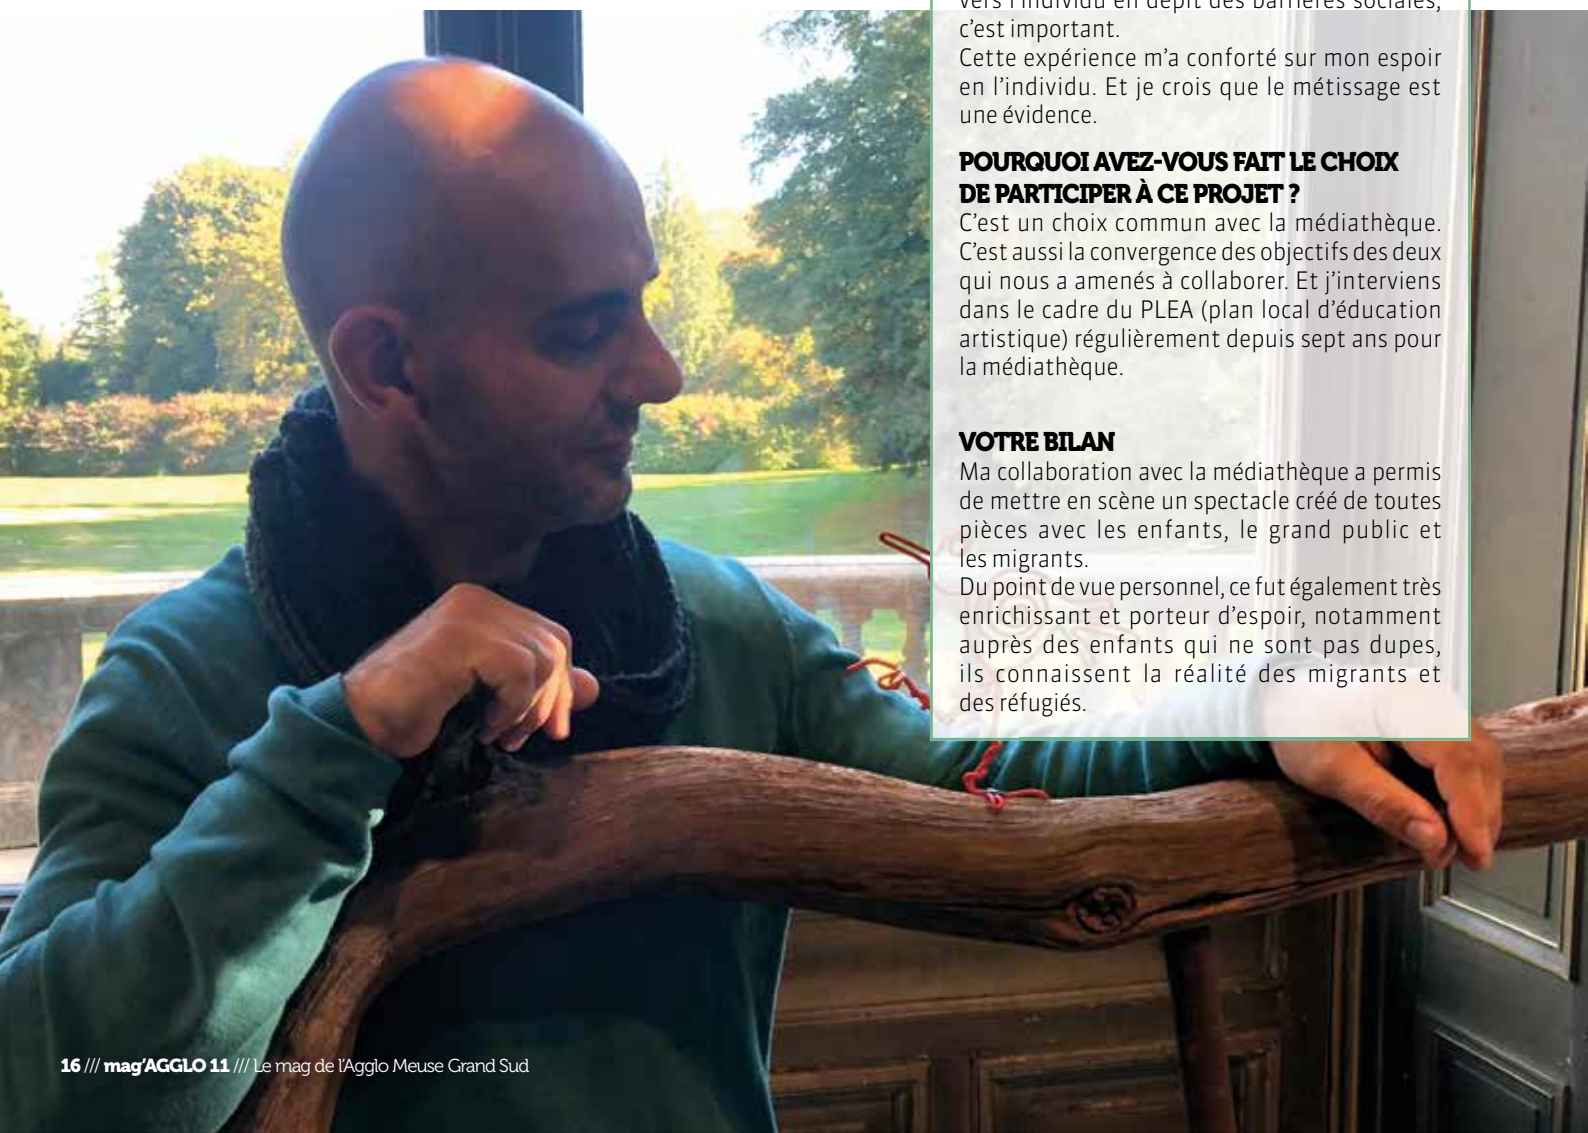 vers l'individu en dépit des barrières sociales,
c'est important.
Cette expérience m'a conforté sur mon espoir
en l'individu. Et je crois que le métissage est
une évidence.
POURQUOI AVEZ-VOUS FAIT LE CHOIX
DE PARTICIPER À CE PROJET ?
C'est un choix commun avec la médiathèque.
C'est aussi la convergence des objectifs des deux
qui nous a amenés à collaborer. Et j'interviens
dans le cadre du PLEA (plan local d'éducation
artistique) régulièrement depuis sept ans pour
la médiathèque.
VOTRE BILAN
Ma collaboration avec la médiathèque a permis
de mettre en scène un spectacle créé de toutes
pièces avec les enfants, le grand public et
les migrants.
Du point de vue personnel, ce fut également très
enrichissant et porteur d'espoir, notamment
auprès des enfants qui ne sont pas dupes,
ils connaissent la réalité des migrants et
des réfugiés.
16 /// mag'AGGLO 11 /// Le mag de l'Agglo Meuse Grand Sud